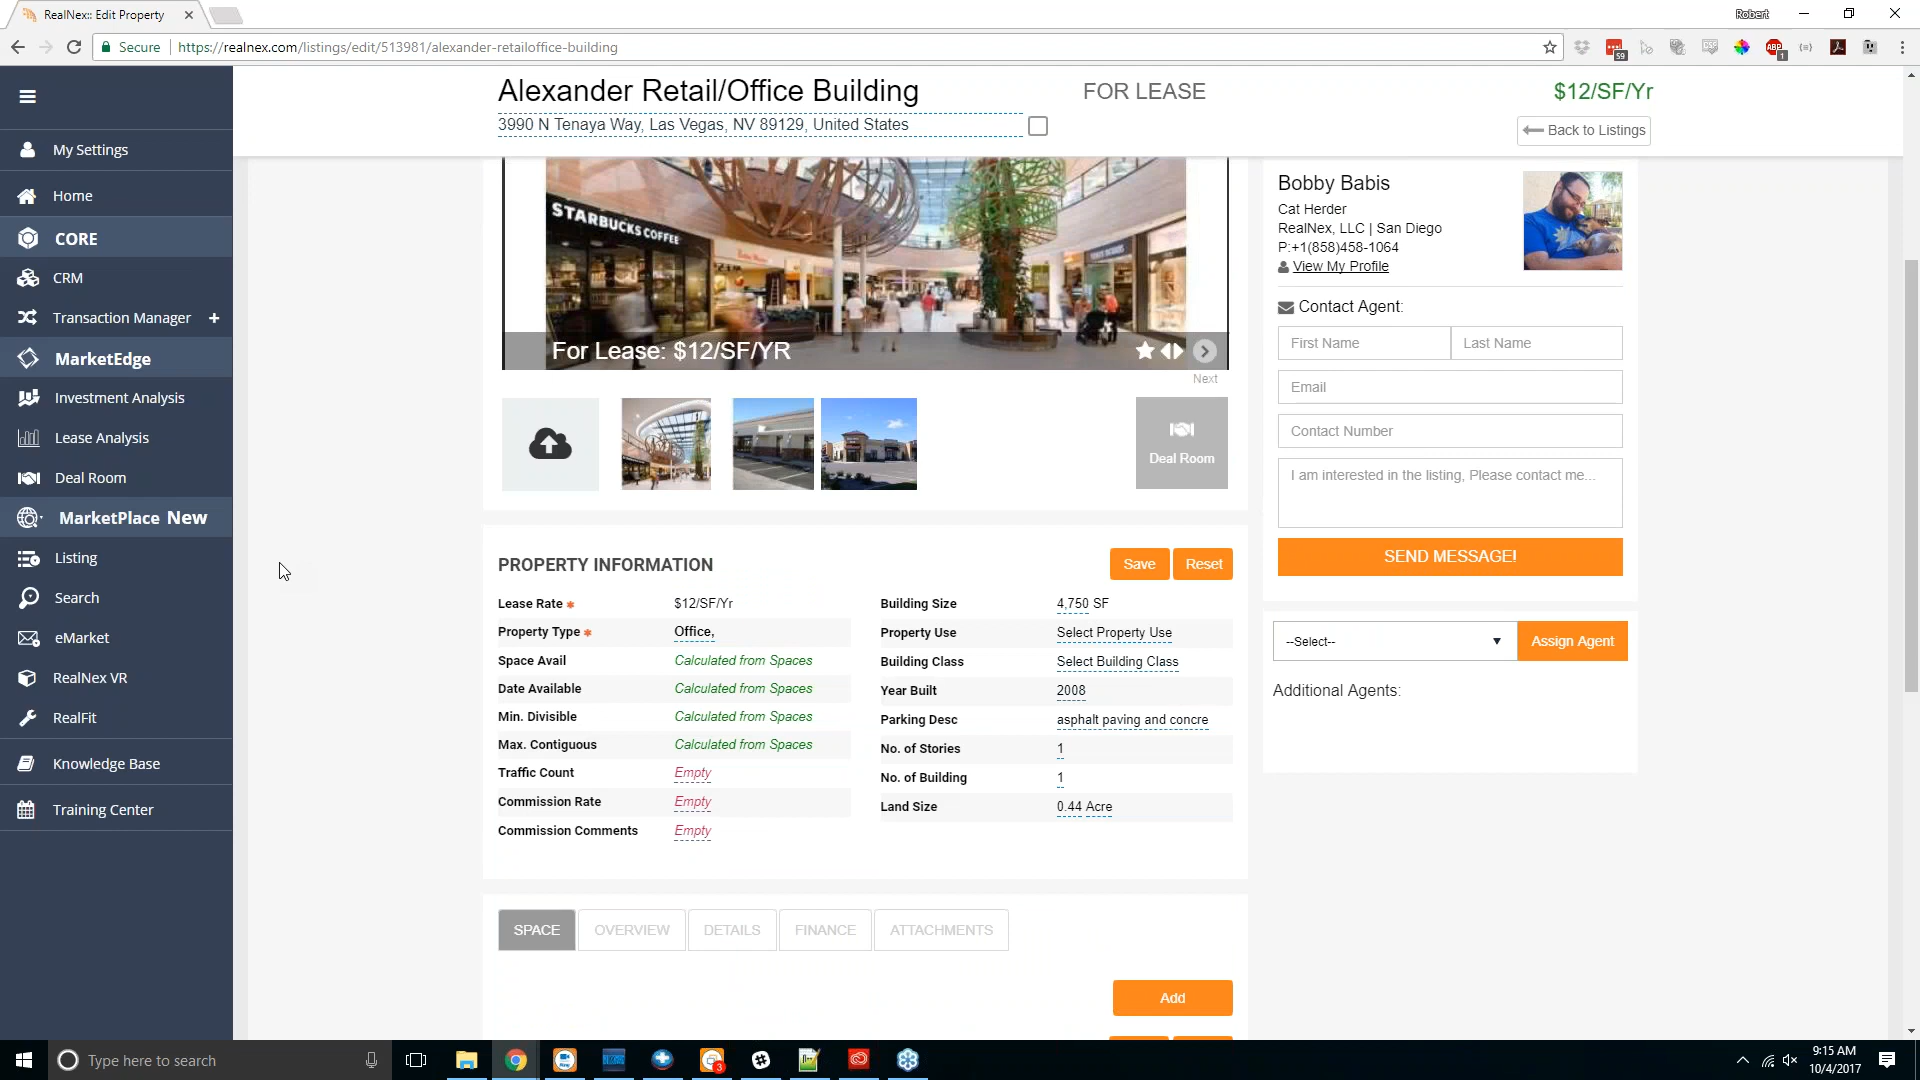 RealNex:: Edit Property
Robert
Secure
https://realnex.com/listings/edit/513981/alexander-retailoffice-building
59
ABP
1
My Settings
Home
CORE
CRM
Transaction Manager +
MarketEdge
Investment Analysis
Lease Analysis
Deal Room
MarketPlace New
Listing
Search
eMarket
RealNex VR
RealFit
Knowledge Base
Training Center
Alexander Retail/Office Building
FOR LEASE
$12/SF/Yr
3990 N Tenaya Way, Las Vegas, NV 89129, United States
Back to Listings
STARBUCKS COFFEE
For Lease: $12/SF/YR
Next
Deal Room
Bobby Babis
Cat Herder
RealNex, LLC | San Diego
P:+1(858)458-1064
View My Profile
Contact Agent:
First Name
Last Name
Email
Contact Number
I am interested in the listing, Please contact me...
SEND MESSAGE!
--Select--
Assign Agent
Additional Agents:
PROPERTY INFORMATION
Save
Reset
Lease Rate * $12/SF/Yr
Property Type * Office,
Space Avail Calculated from Spaces
Date Available Calculated from Spaces
Min. Divisible Calculated from Spaces
Max. Contiguous Calculated from Spaces
Traffic Count Empty
Commission Rate Empty
Commission Comments Empty
Building Size 4,750 SF
Property Use Select Property Use
Building Class Select Building Class
Year Built 2008
Parking Desc asphalt paving and concre
No. of Stories 1
No. of Building 1
Land Size 0.44 Acre
SPACE
OVERVIEW
DETAILS
FINANCE
ATTACHMENTS
Add
Type here to search
3
9:15 AM
10/4/2017